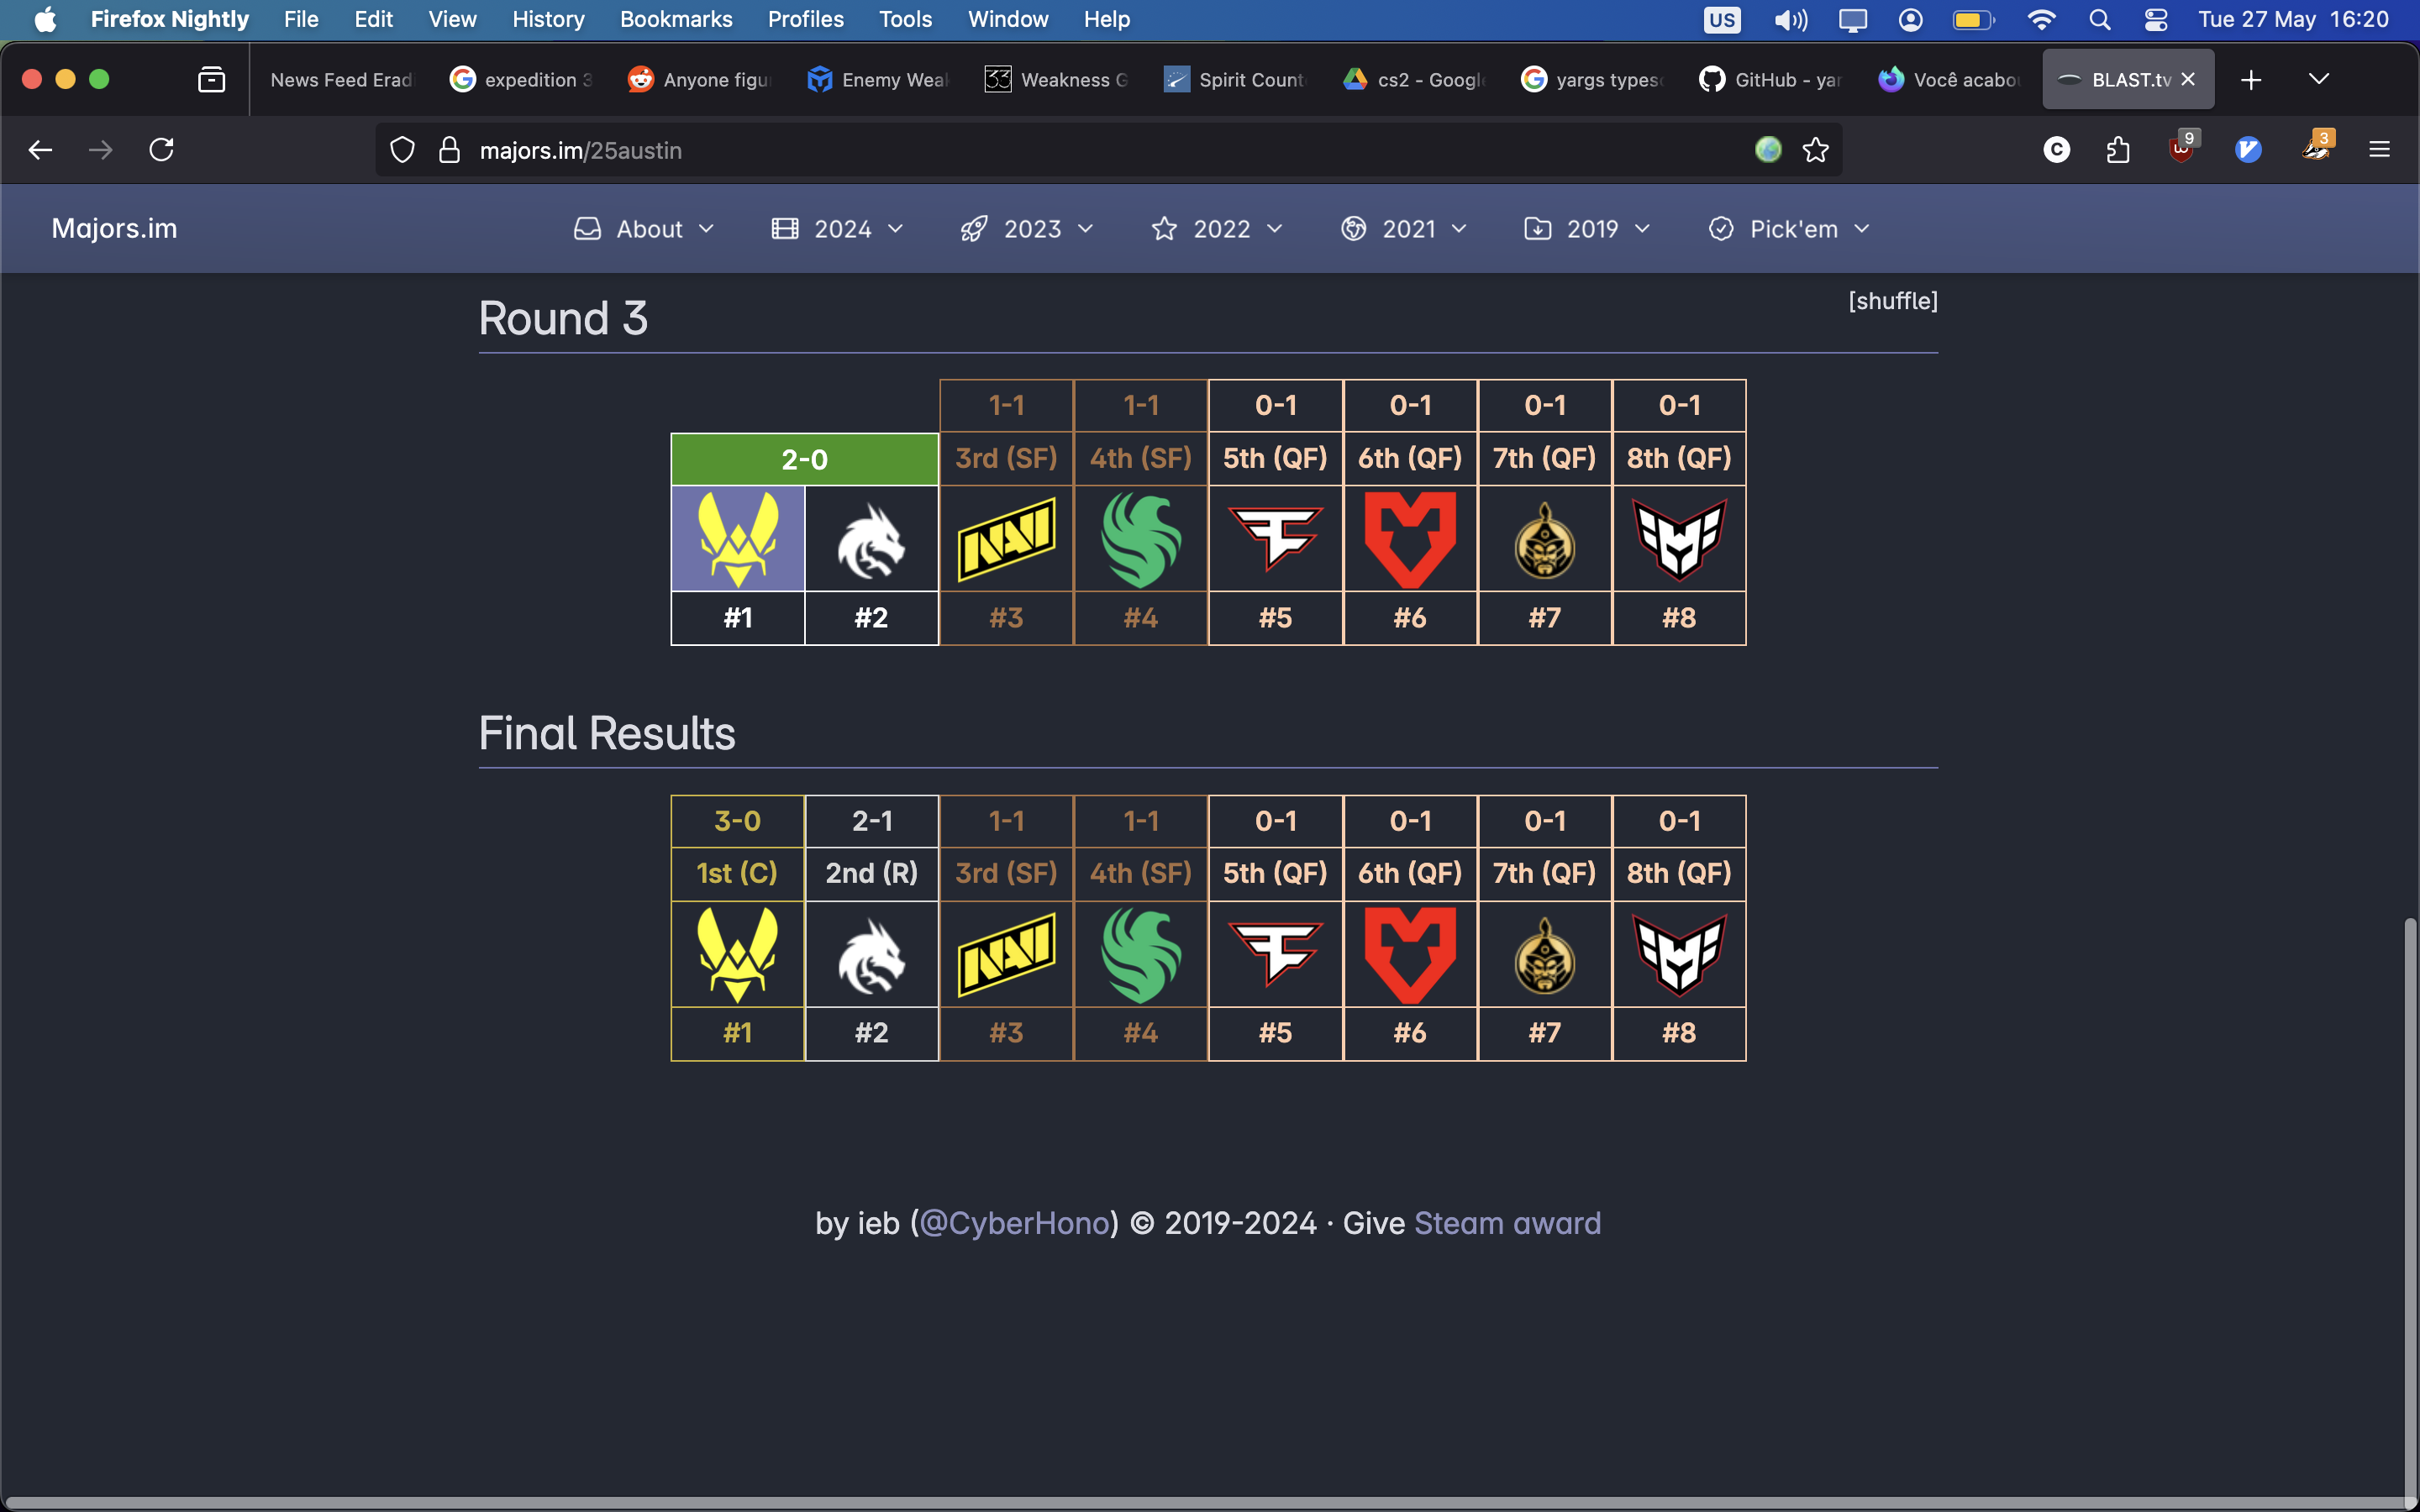 Firefox Nightly File Edit View History Bookmarks Profiles Tools Window Help US Tue 27 May 16:20
News Feed Erad expedition 3 Anyone figu Enemy Weal Weakness G Spirit Count cs2 - Google yargs types GitHub - yar Você acabou BLAST.tv
majors.im/25austin 9 3
Majors.im About 2024 2023 2022 2021 2019 Pick'em
Round 3 [shuffle]
1-1 1-1 0-1 0-1 0-1 0-1
2-0 3rd (SF) 4th (SF) 5th (QF) 6th (QF) 7th (QF) 8th (QF)
NAVI
#1 #2 #3 #4 #5 #6 #7 #8
Final Results
3-0 2-1 1-1 1-1 0-1 0-1 0-1 0-1
1st (C) 2nd (R) 3rd (SF) 4th (SF) 5th (QF) 6th (QF) 7th (QF) 8th (QF)
NAVI
#1 #2 #3 #4 #5 #6 #7 #8
by ieb (@CyberHono) © 2019-2024 · Give Steam award